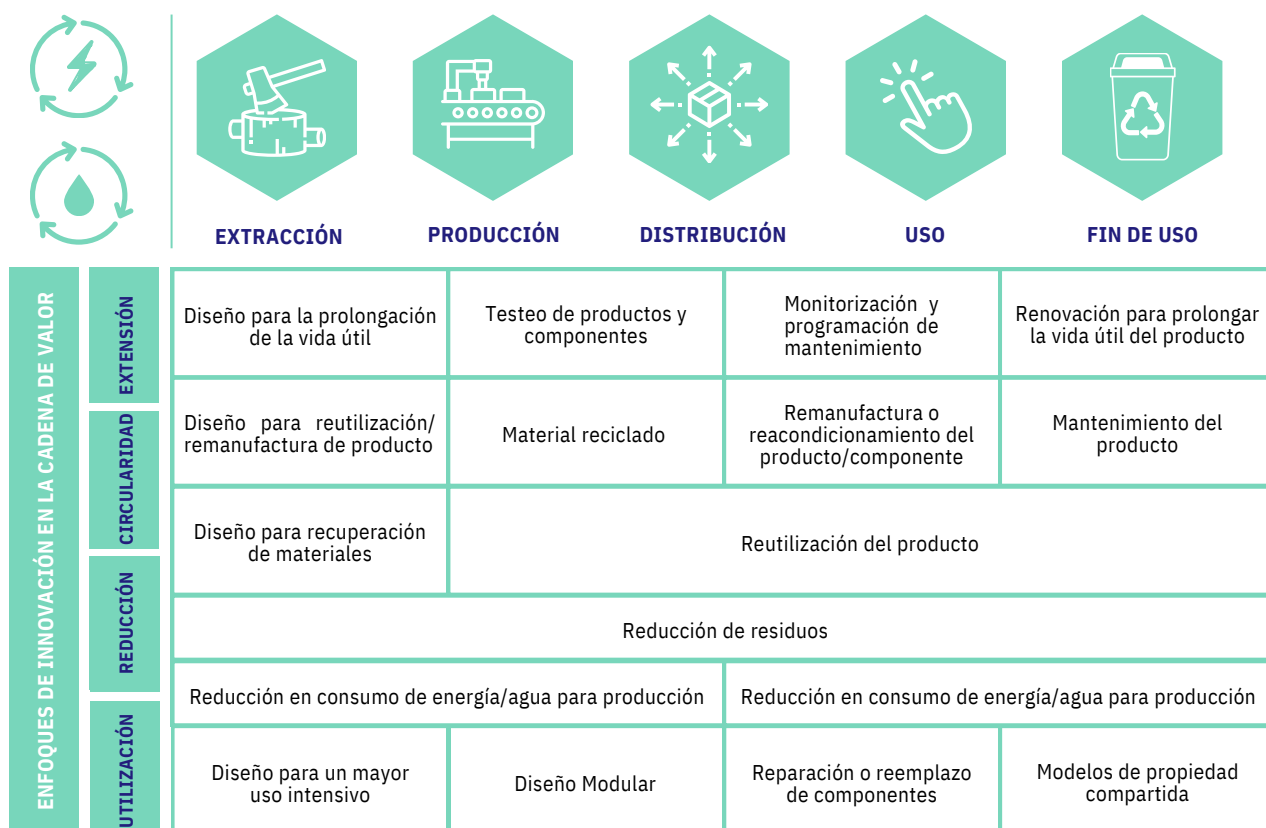 EXTRACCIÓN
PRODUCCIÓN
DISTRIBUCIÓN
USO
FIN DE USO
ENFOQUES DE INNOVACIÓN EN LA CADENA DE VALOR
EXTENSIÓN
Diseño para la prolongación
de la vida útil
Testeo de productos y
componentes
Monitorización y
programación de
mantenimiento
Renovación para prolongar
la vida útil del producto
CIRCULARIDAD
Diseño para reutilización/
remanufactura de producto
Material reciclado
Remanufactura o
reacondicionamiento del
producto/componente
Mantenimiento del
producto
Diseño para recuperación
de materiales
Reutilización del producto
REDUCCIÓN
Reducción de residuos
Reducción en consumo de energía/agua para producción
Reducción en consumo de energía/agua para producción
UTILIZACIÓN
Diseño para un mayor
uso intensivo
Diseño Modular
Reparación o reemplazo
de componentes
Modelos de propiedad
compartida